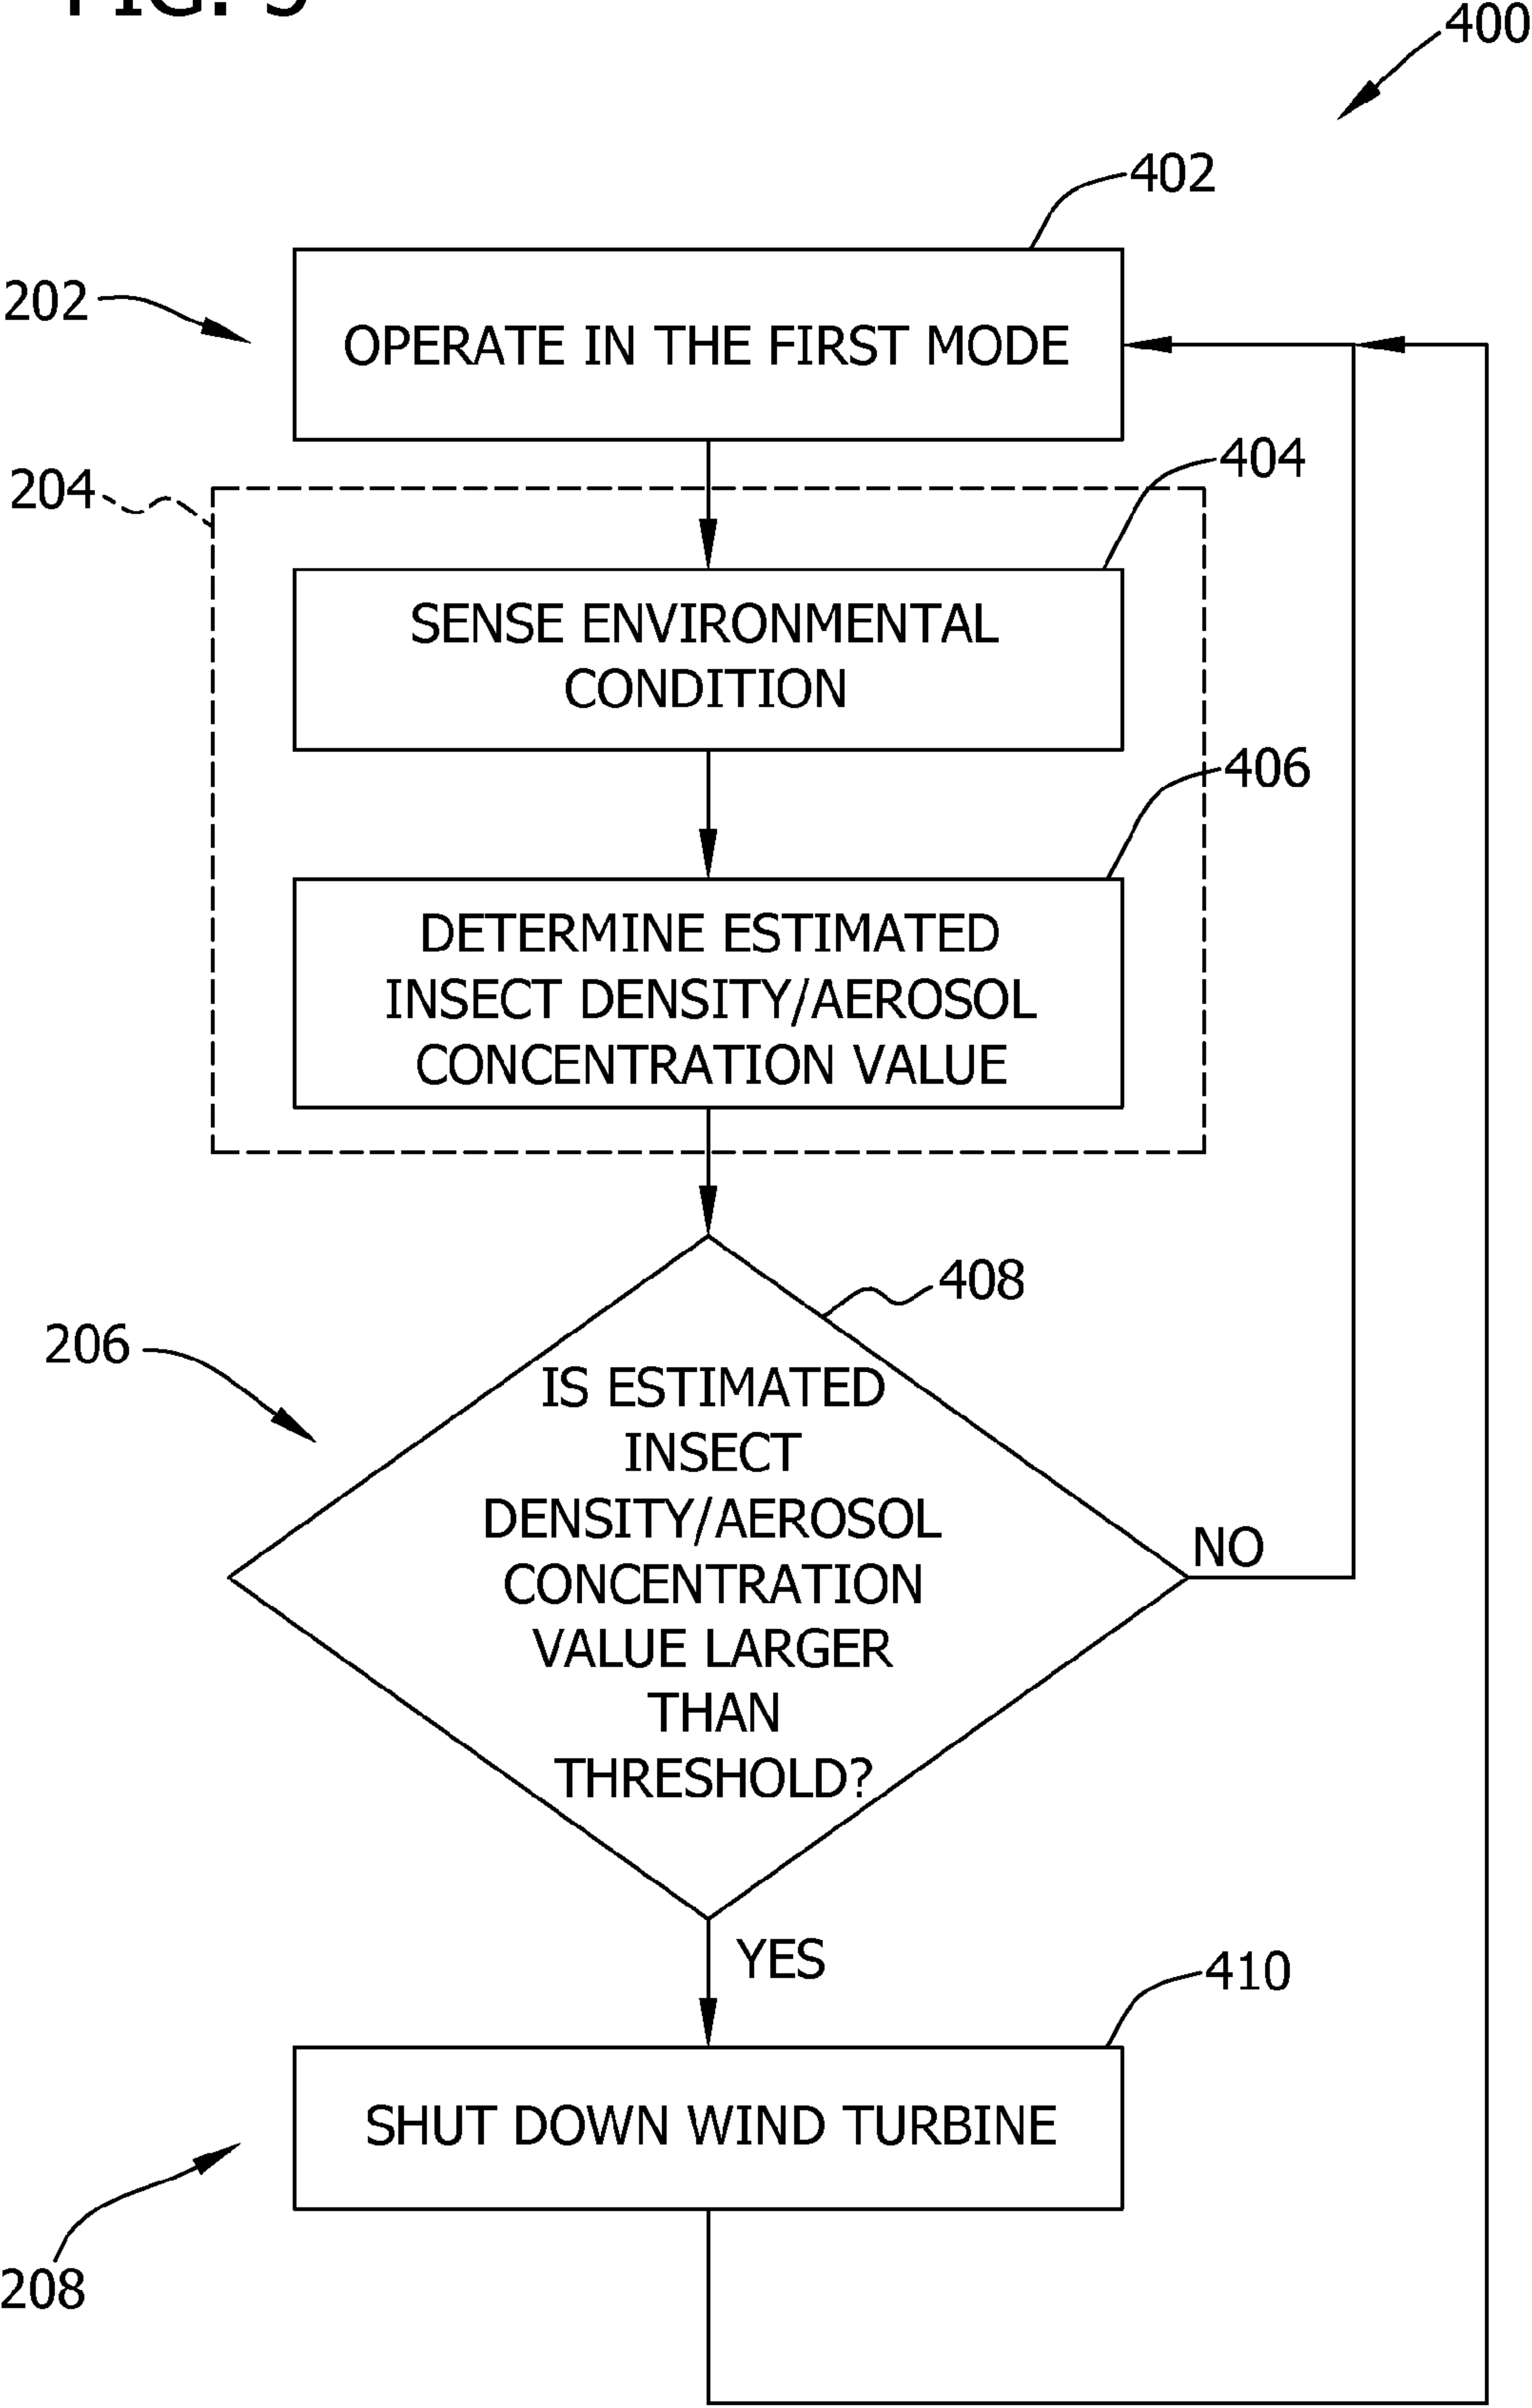 FIG.
400
402
202
OPERATE IN THE FIRST MODE
204
404
SENSE ENVIRONMENTAL
CONDITION
406
DETERMINE ESTIMATED
INSECT DENSITY/AEROSOL
CONCENTRATION VALUE
408
206
IS ESTIMATED
INSECT
DENSITY/AEROSOL
CONCENTRATION
VALUE LARGER
THAN
THRESHOLD?
NO
YES
410
SHUT DOWN WIND TURBINE
208